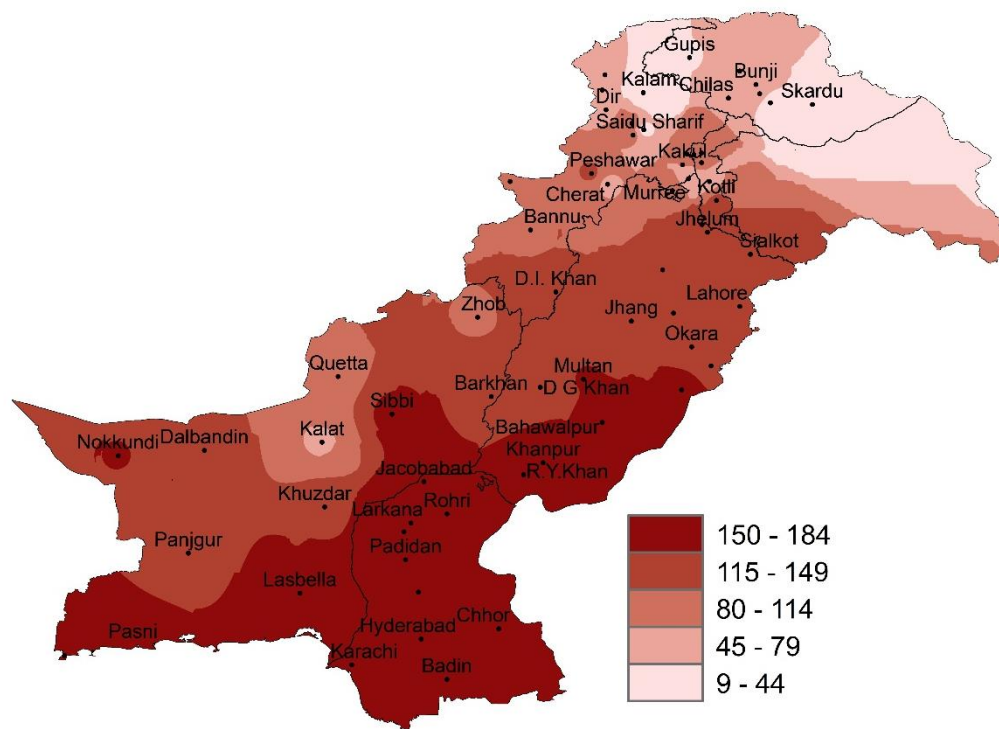 Gupis
Kalam
Chilas
Bunji
Skardu
Dir
Saidu Sharif
Kakul
Peshawar
Cherat
Murree
Kotli
Bannu
Jhelum
Sialkot
D.I. Khan
Zhob
Jhang
Lahore
Okara
Quetta
Multan
Barkhan
D G Khan
Sibbi
Kalat
Bahawalpur
Nokkundi
Dalbandin
Khanpur
Jacobabad
R.Y.Khan
Khuzdar
Rohri
Larkana
Panjgur
Padidan
Lasbella
Chhor
Pasni
Hyderabad
Karachi
Badin
150 - 184
115 - 149
80 - 114
45 - 79
9 - 44